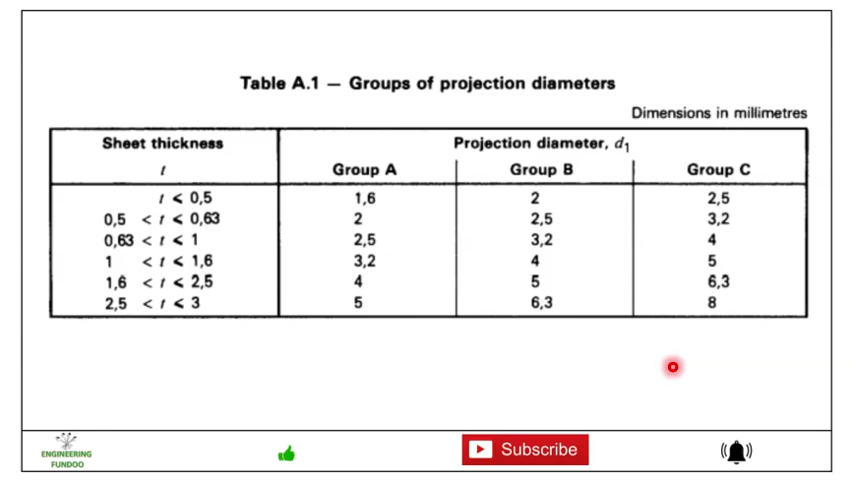 Table A.1 — Groups of projection diameters
Dimensions in millimetres
Sheet thickness Projection diameter, d₁
t Group A Group B Group C
t ⩽ 0,5 1,6 2 2,5
0,5 < t ⩽ 0,63 2 2,5 3,2
0,63 < t ⩽ 1 2,5 3,2 4
1 < t ⩽ 1,6 3,2 4 5
1,6 < t ⩽ 2,5 4 5 6,3
2,5 < t ⩽ 3 5 6,3 8
ENGINEERING
FUNDOO
Subscribe